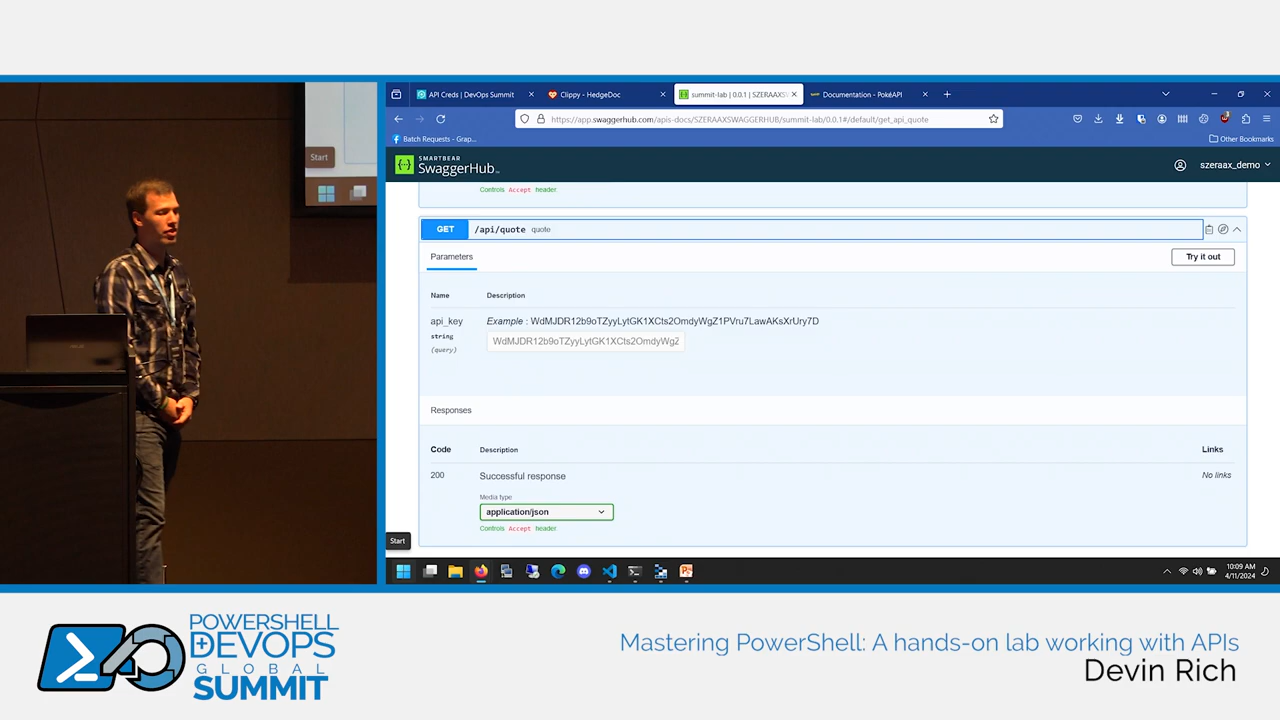 Start
API Creds | DevOps Summit
Clippy - HedgeDoc
summit-lab | 0.0.1 | SZERAAXS
Documentation - PokéAPI
https://app.swaggerhub.com/apis-docs/SZERAAXSWAGGERHUB/summit-lab/0.0.1#/default/get_api_quote
Batch Requests - Grap...
Other Bookmarks
SMARTBEAR
SwaggerHub
szeraax_demo
Controls Accept header
GET /api/quote quote
Parameters
Try it out
Name Description
api_key
string
(query)
Example : WdMJDR12b9oTZyyLytGK1XCts2OmdyWgZ1PVru7LawAKsXrUry7D
WdMJDR12b9oTZyyLytGK1XCts2OmdyWgZ
Responses
Code Description Links
200 Successful response No links
Media type
application/json
Controls Accept header
Start
10:09 AM
4/11/2024
POWERSHELL
+DEVOPS
GLOBAL
SUMMIT
Mastering PowerShell: A hands-on lab working with APIs
Devin Rich